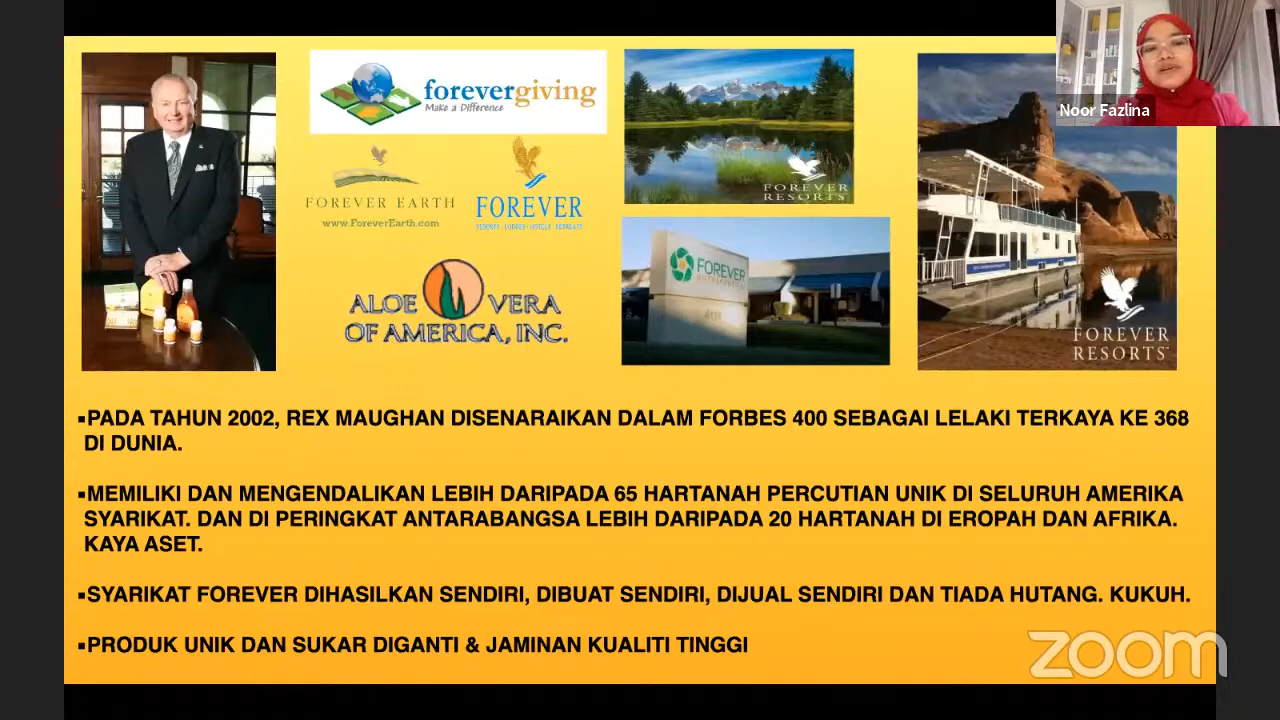 Noor Fazlina
forevergiving
Make a Difference
FOREVER EARTH
www.ForeverEarth.com
FOREVER
RESORTS · LODGES · HOTELS · RETREATS
ALOE VERA
OF AMERICA, INC.
FOREVER
RESORTS
FOREVER
FOREVER
RESORTS
▪PADA TAHUN 2002, REX MAUGHAN DISENARAIKAN DALAM FORBES 400 SEBAGAI LELAKI TERKAYA KE 368
DI DUNIA.
▪MEMILIKI DAN MENGENDALIKAN LEBIH DARIPADA 65 HARTANAH PERCUTIAN UNIK DI SELURUH AMERIKA
SYARIKAT. DAN DI PERINGKAT ANTARABANGSA LEBIH DARIPADA 20 HARTANAH DI EROPAH DAN AFRIKA.
KAYA ASET.
▪SYARIKAT FOREVER DIHASILKAN SENDIRI, DIBUAT SENDIRI, DIJUAL SENDIRI DAN TIADA HUTANG. KUKUH.
▪PRODUK UNIK DAN SUKAR DIGANTI & JAMINAN KUALITI TINGGI
zoom